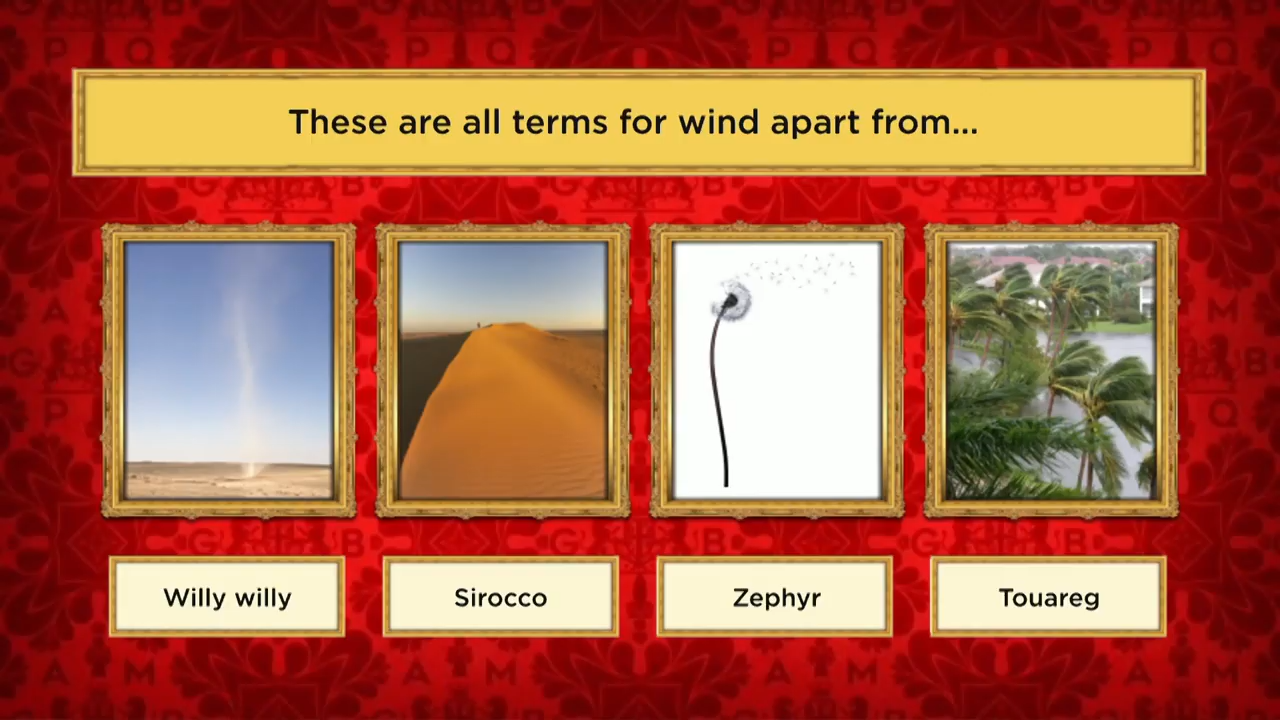 These are all terms for wind apart from...
Willy willy
Sirocco
Zephyr
Touareg